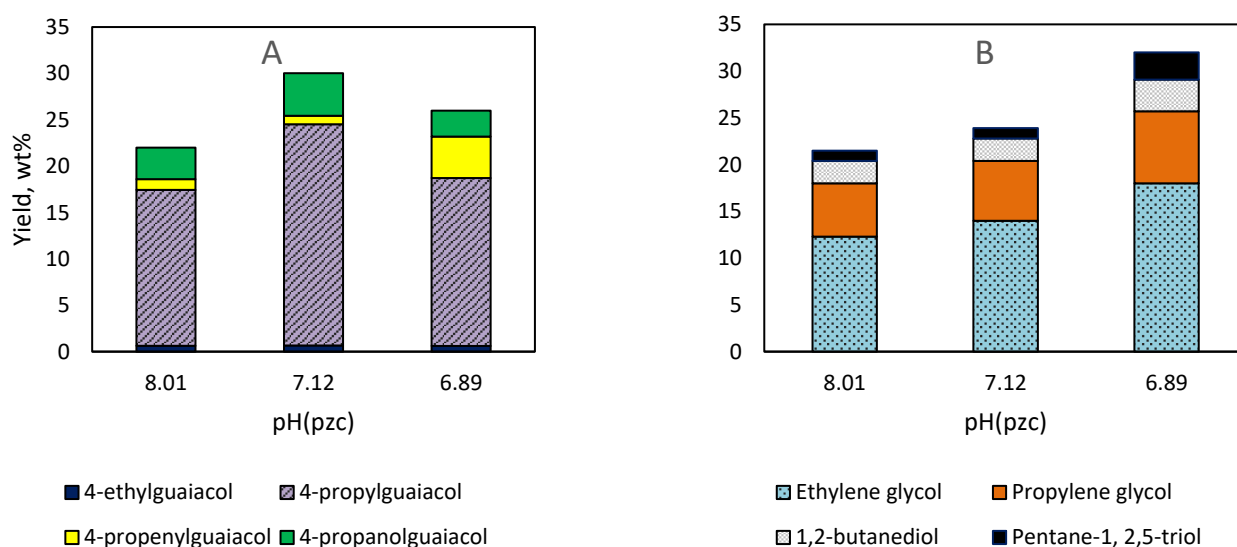 A
Yield, wt%
35
30
25
20
15
10
5
0
8.01 7.12 6.89
pH(pzc)
4-ethylguaiacol 4-propylguaiacol
4-propenylguaiacol 4-propanolguaiacol
B
35
30
25
20
15
10
5
0
8.01 7.12 6.89
pH(pzc)
Ethylene glycol Propylene glycol
1,2-butanediol Pentane-1, 2,5-triol